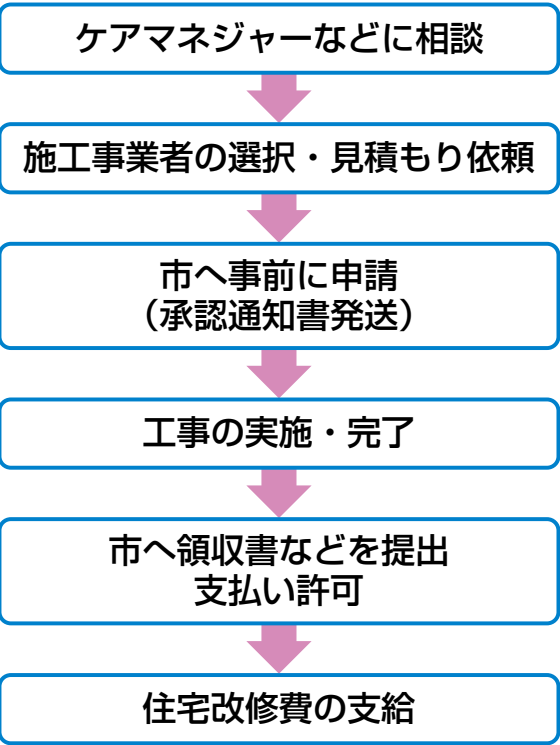 ケアマネジャーなどに相談
施工事業者の選択・見積もり依頼
市へ事前に申請
（承認通知書発送）
工事の実施・完了
市へ領収書などを提出
支払い許可
住宅改修費の支給